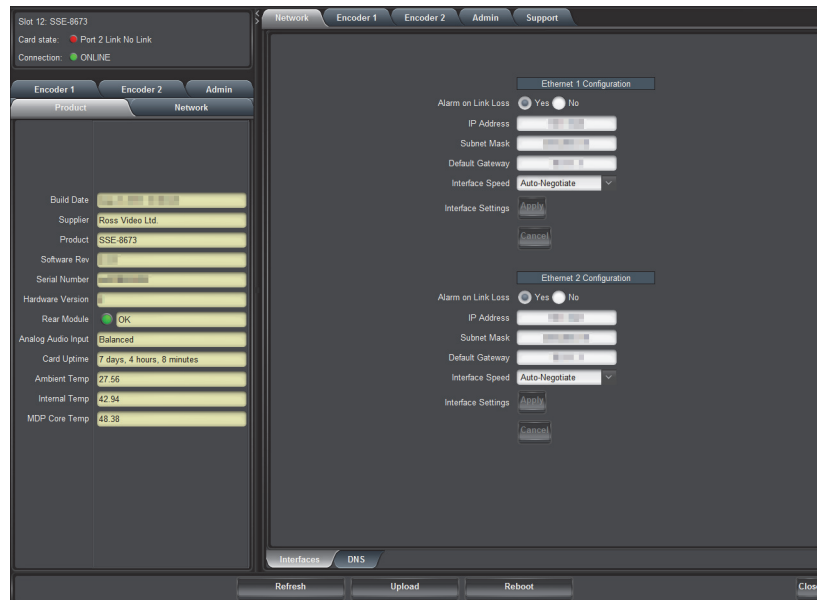 Slot 12: SSE-8673
Card state: Port 2 Link No Link
Connection: ONLINE
Encoder 1 Encoder 2 Admin
Product Network
Build Date
Supplier Ross Video Ltd.
Product SSE-8673
Software Rev
Serial Number
Hardware Version
Rear Module OK
Analog Audio Input Balanced
Card Uptime 7 days, 4 hours, 8 minutes
Ambient Temp 27.56
Internal Temp 42.94
MDP Core Temp 48.38
Network Encoder 1 Encoder 2 Admin Support
Ethernet 1 Configuration
Alarm on Link Loss Yes No
IP Address
Subnet Mask
Default Gateway
Interface Speed Auto-Negotiate
Interface Settings Apply
Cancel
Ethernet 2 Configuration
Alarm on Link Loss Yes No
IP Address
Subnet Mask
Default Gateway
Interface Speed Auto-Negotiate
Interface Settings Apply
Cancel
Interfaces DNS
Refresh Upload Reboot Close